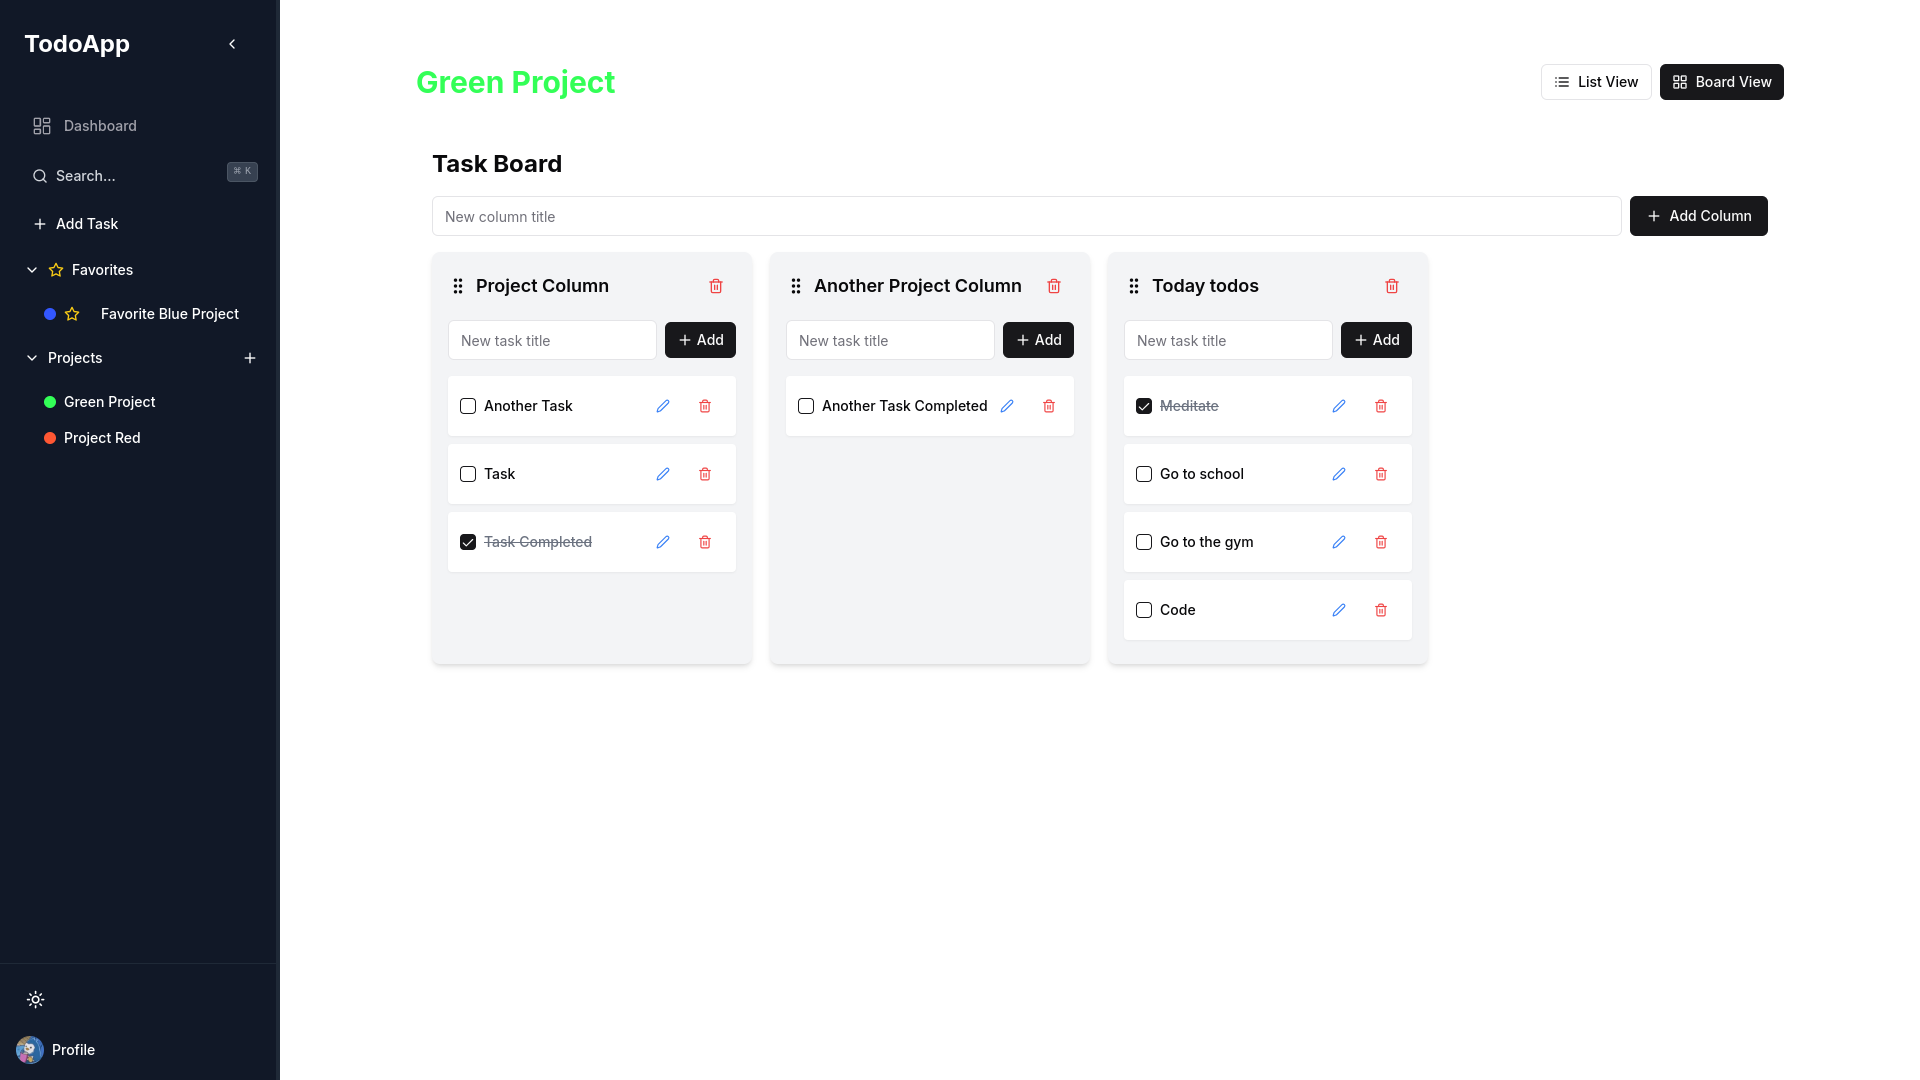 TodoApp
Dashboard
Search...
⌘ K
Add Task
Favorites
Favorite Blue Project
Projects
Green Project
Project Red
Profile
Green Project
List View
Board View
Task Board
New column title
Add Column
Project Column
New task title
Add
Another Task
Task
Task Completed
Another Project Column
New task title
Add
Another Task Completed
Today todos
New task title
Add
Meditate
Go to school
Go to the gym
Code